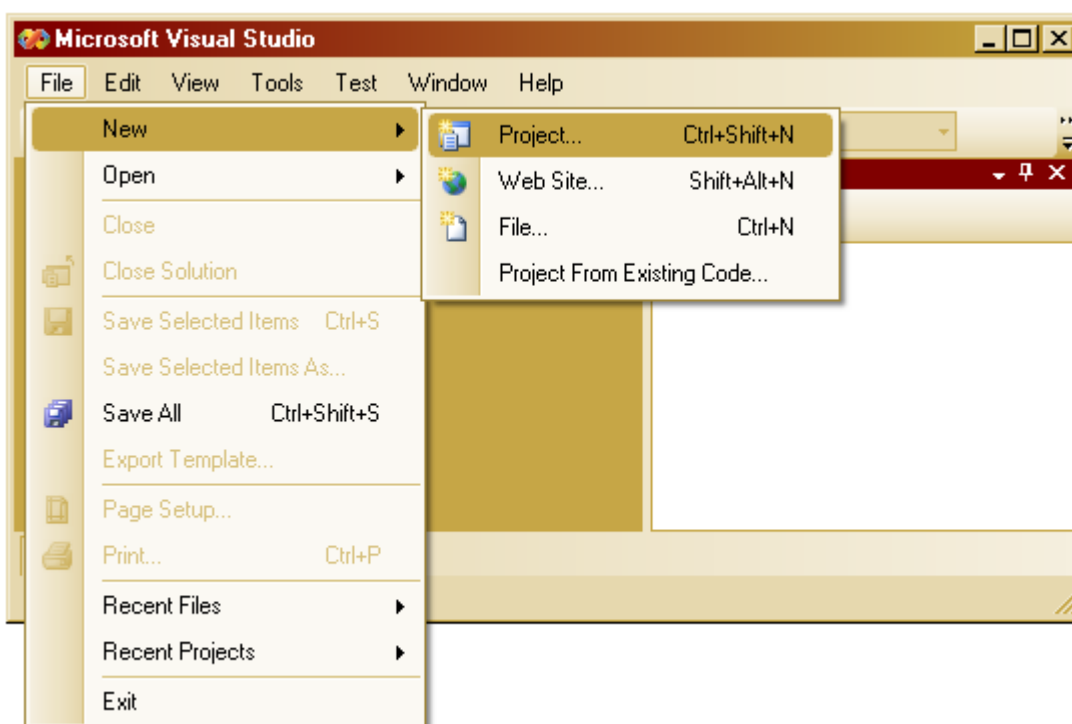 Microsoft Visual Studio
File Edit View Tools Test Window Help
New
Open
Close
Close Solution
Save Selected Items Ctrl+S
Save Selected Items As...
Save All Ctrl+Shift+S
Export Template...
Page Setup...
Print... Ctrl+P
Recent Files
Recent Projects
Exit
Project... Ctrl+Shift+N
Web Site... Shift+Alt+N
File... Ctrl+N
Project From Existing Code...